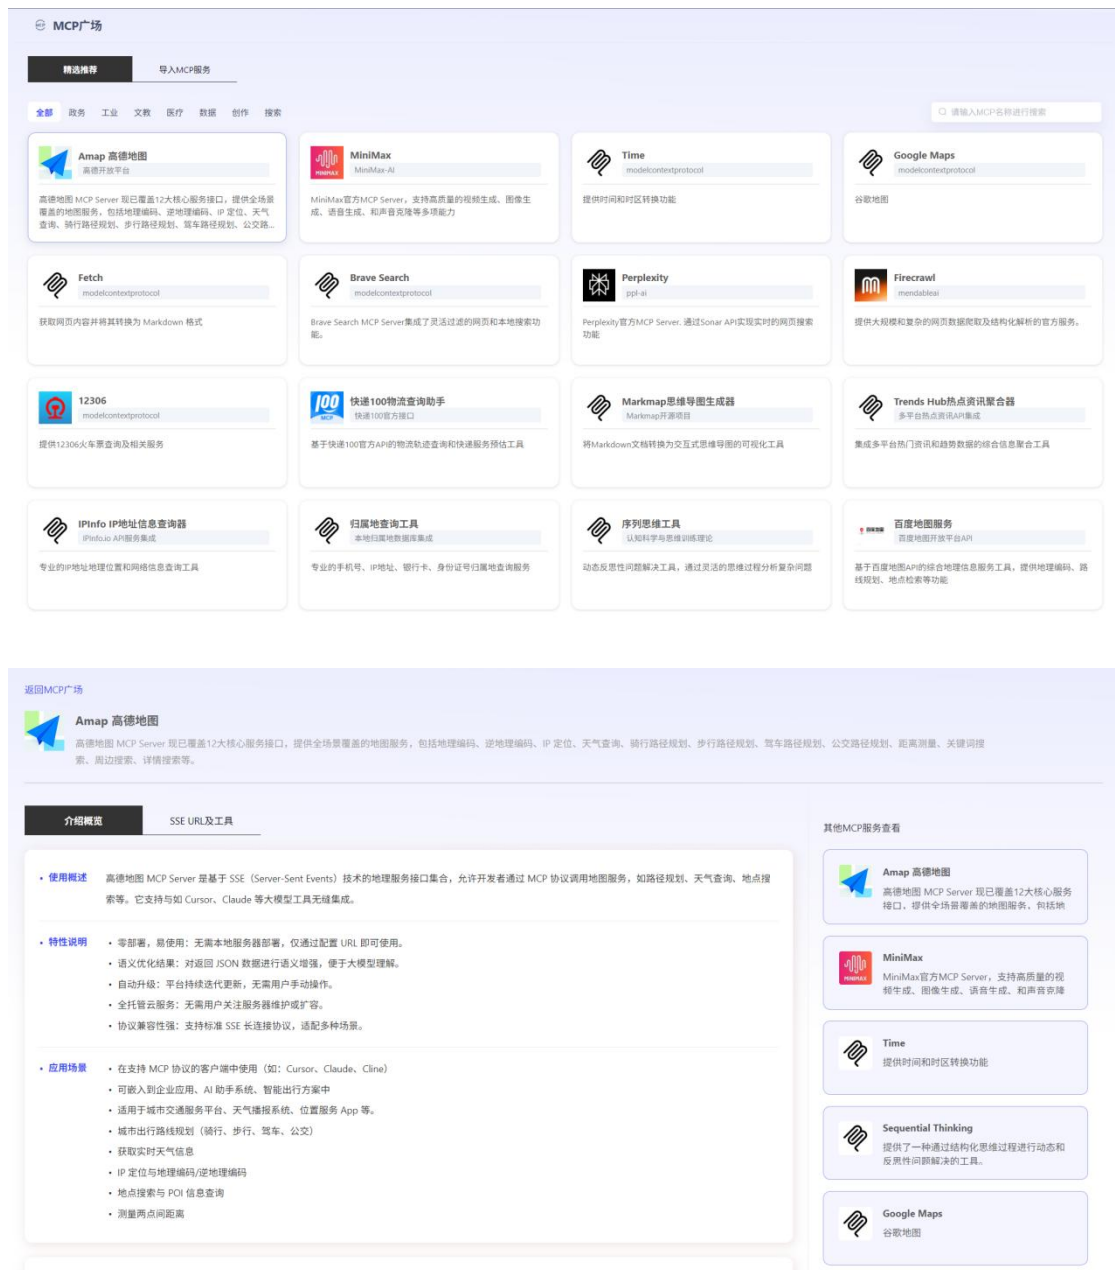 MCP广场
精选推荐 导入MCP服务
全部 政务 工业 文教 医疗 数据 创作 搜索 请输入MCP名称进行搜索
Amap 高德地图
高德开放平台
高德地图 MCP Server 现已覆盖12大核心服务接口，提供全场景
覆盖的地图服务，包括地理编码、逆地理编码、IP 定位、天气
查询、骑行路径规划、步行路径规划、驾车路径规划、公交路...
MINIMAX
MiniMax
MiniMax-AI
MiniMax官方MCP Server，支持高质量的视频生成、图像生
成、语音生成、和声音克隆等多项能力
Time
modelcontextprotocol
提供时间和时区转换功能
Google Maps
modelcontextprotocol
谷歌地图
Fetch
modelcontextprotocol
获取网页内容并将其转换为 Markdown 格式
Brave Search
modelcontextprotocol
Brave Search MCP Server集成了灵活过滤的网页和本地搜索功
能。
Perplexity
ppl-ai
Perplexity官方MCP Server. 通过Sonar API实现实时的网页搜索
功能
Firecrawl
mendableai
提供大规模和复杂的网页数据爬取及结构化解析的官方服务。
12306
modelcontextprotocol
提供12306火车票查询及相关服务
100
MCP
快递100物流查询助手
快递100官方接口
基于快递100官方API的物流轨迹查询和快递服务预估工具
Markmap思维导图生成器
Markmap开源项目
将Markdown文档转换为交互式思维导图的可视化工具
Trends Hub热点资讯聚合器
多平台热点资讯API集成
集成多平台热门资讯和趋势数据的综合信息聚合工具
IPInfo IP地址信息查询器
IPInfo.io API服务集成
专业的IP地址地理位置和网络信息查询工具
归属地查询工具
本地归属地数据库集成
专业的手机号、IP地址、银行卡、身份证号归属地查询服务
序列思维工具
认知科学与思维训练理论
动态反思性问题解决工具，通过灵活的思维过程分析复杂问题
百度地图服务
百度地图开放平台API
基于百度地图API的综合地理信息服务工具，提供地理编码、路
线规划、地点检索等功能
返回MCP广场
Amap 高德地图
高德地图 MCP Server 现已覆盖12大核心服务接口，提供全场景覆盖的地图服务，包括地理编码、逆地理编码、IP 定位、天气查询、骑行路径规划、步行路径规划、驾车路径规划、公交路径规划、距离测量、关键词搜
索、周边搜索、详情搜索等。
介绍概览 SSE URL及工具
• 使用概述 高德地图 MCP Server 是基于 SSE（Server-Sent Events）技术的地理服务接口集合，允许开发者通过 MCP 协议调用地图服务，如路径规划、天气查询、地点搜
索等。它支持与如 Cursor、Claude 等大模型工具无缝集成。
• 特性说明 • 零部署，易使用：无需本地服务器部署，仅通过配置 URL 即可使用。
• 语义优化结果：对返回 JSON 数据进行语义增强，便于大模型理解。
• 自动升级：平台持续迭代更新，无需用户手动操作。
• 全托管云服务：无需用户关注服务器维护或扩容。
• 协议兼容性强：支持标准 SSE 长连接协议，适配多种场景。
• 应用场景 • 在支持 MCP 协议的客户端中使用（如：Cursor、Claude、Cline）
• 可嵌入到企业应用、AI 助手系统、智能出行方案中
• 适用于城市交通服务平台、天气播报系统、位置服务 App 等。
• 城市出行路线规划（骑行、步行、驾车、公交）
• 获取实时天气信息
• IP 定位与地理编码/逆地理编码
• 地点搜索与 POI 信息查询
• 测量两点间距离
其他MCP服务查看
Amap 高德地图
高德地图 MCP Server 现已覆盖12大核心服务
接口，提供全场景覆盖的地图服务，包括地
MINIMAX
MiniMax
MiniMax官方MCP Server，支持高质量的视
频生成、图像生成、语音生成、和声音克隆
Time
提供时间和时区转换功能
Sequential Thinking
提供了一种通过结构化思维过程进行动态和
反思性问题解决的工具。
Google Maps
谷歌地图